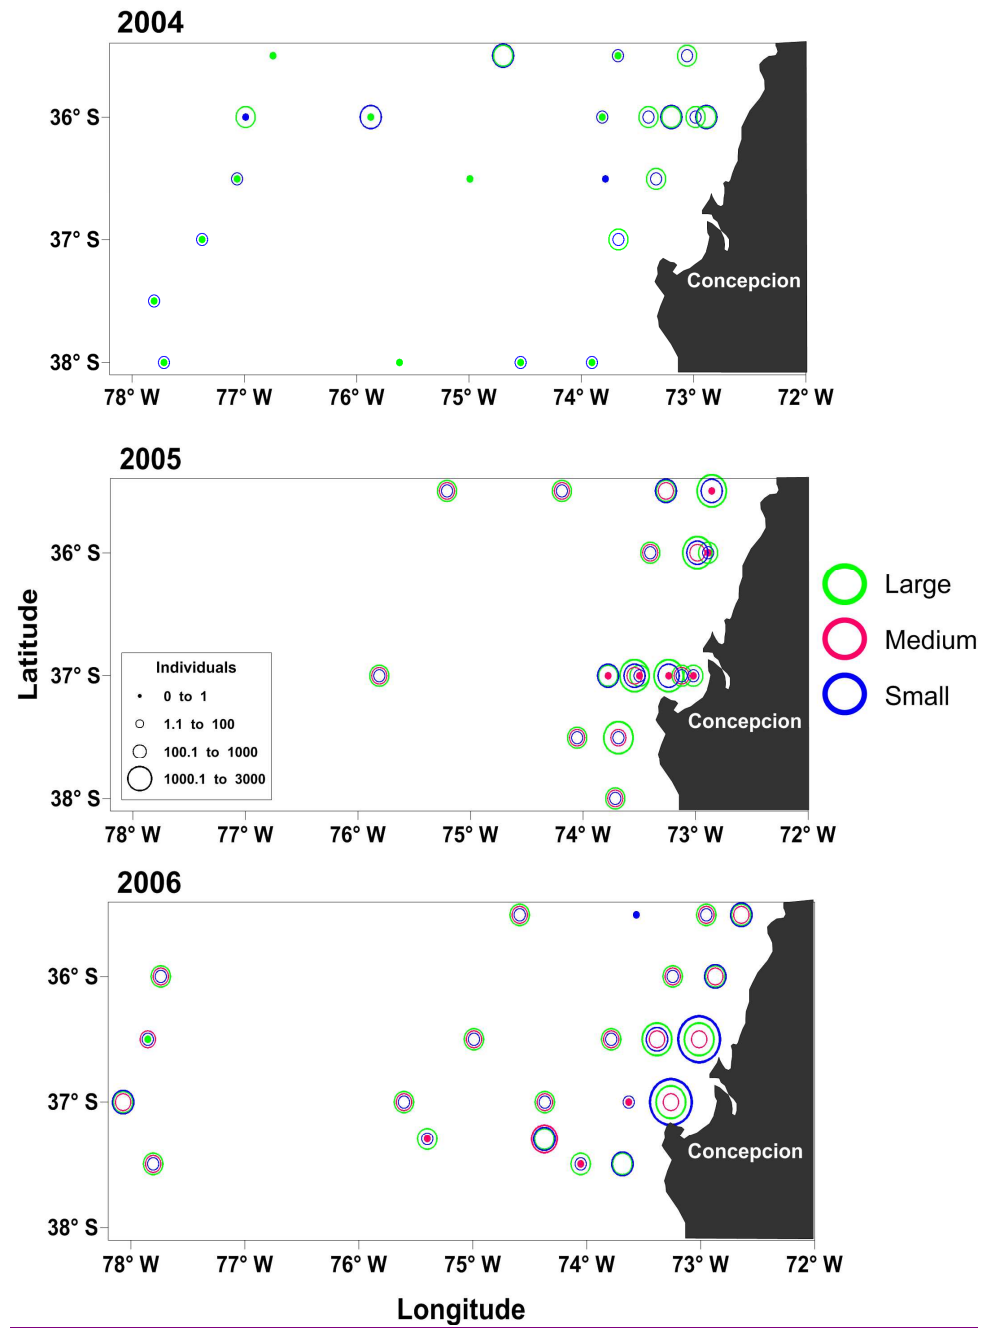 2004
36° S
37° S
Concepcion
38° S
78° W 77° W 76° W 75° W 74° W 73° W 72° W
2005
36° S
Large
Medium
Latitude
Individuals
37° S
0 to 1
Small
1.1 to 100
Concepcion
100.1 to 1000
1000.1 to 3000
38° S
78° W 77° W 76° W 75° W 74° W 73° W 72° W
2006
36° S
37° S
Concepcion
38° S
78° W 77° W 76° W 75° W 74° W 73° W 72° W
Longitude